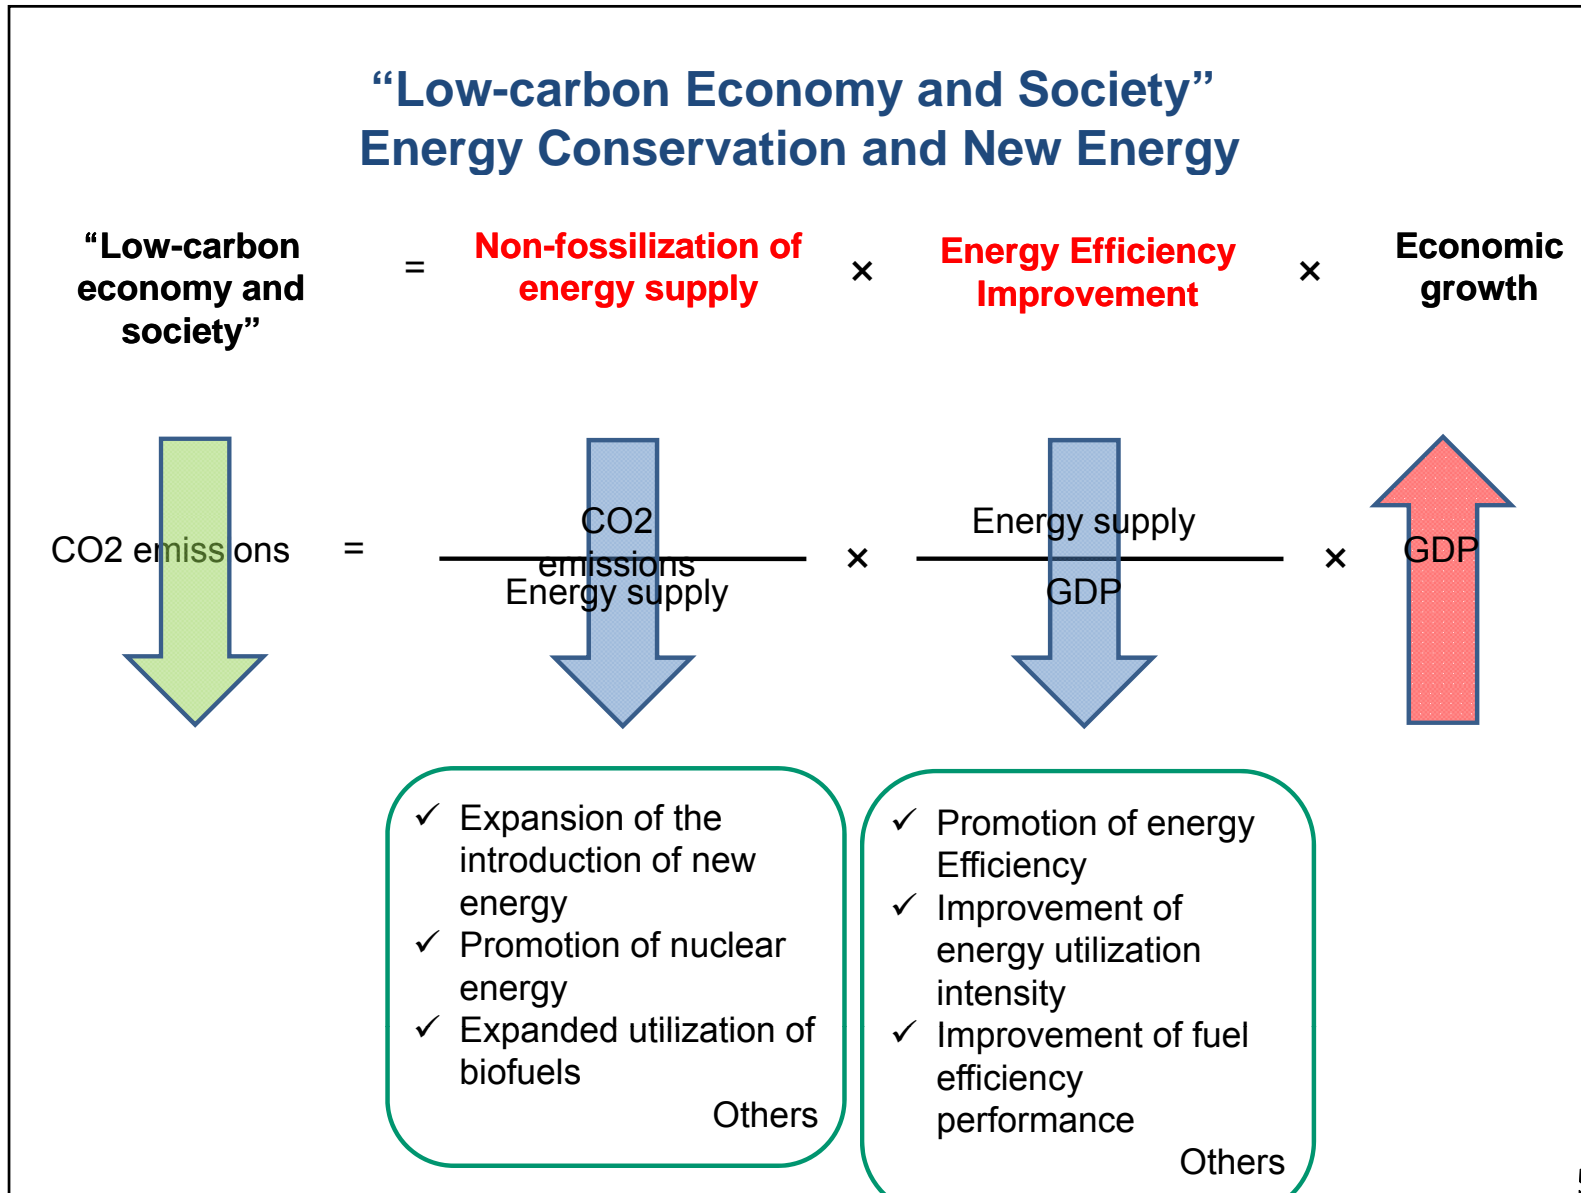 “Low-carbon Economy and Society”
Energy Conservation and New Energy
“Low-carbon
economy and
society”
=
Non-fossilization of
energy supply
×
Energy Efficiency
Improvement
×
Economic
growth
CO2 emissions
=
CO2
emissions
Energy supply
×
Energy supply
GDP
×
GDP
✓ Expansion of the
introduction of new
energy
✓ Promotion of nuclear
energy
✓ Expanded utilization of
biofuels
Others
✓ Promotion of energy
Efficiency
✓ Improvement of
energy utilization
intensity
✓ Improvement of fuel
efficiency
performance
Others